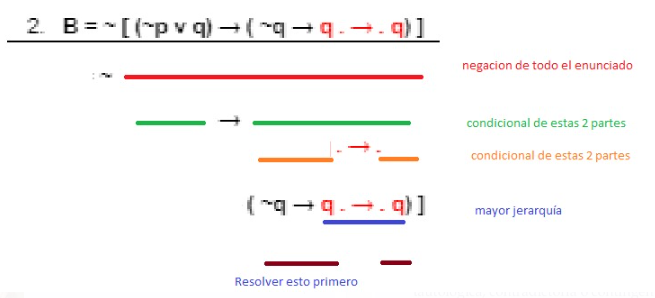 2. B = ~ [ (~p v q) → ( ~q → q . → . q) ]
: ~
negacion de todo el enunciado
→
condicional de estas 2 partes
. → .
condicional de estas 2 partes
( ~q → q . → . q) ]
mayor jerarquía
Resolver esto primero